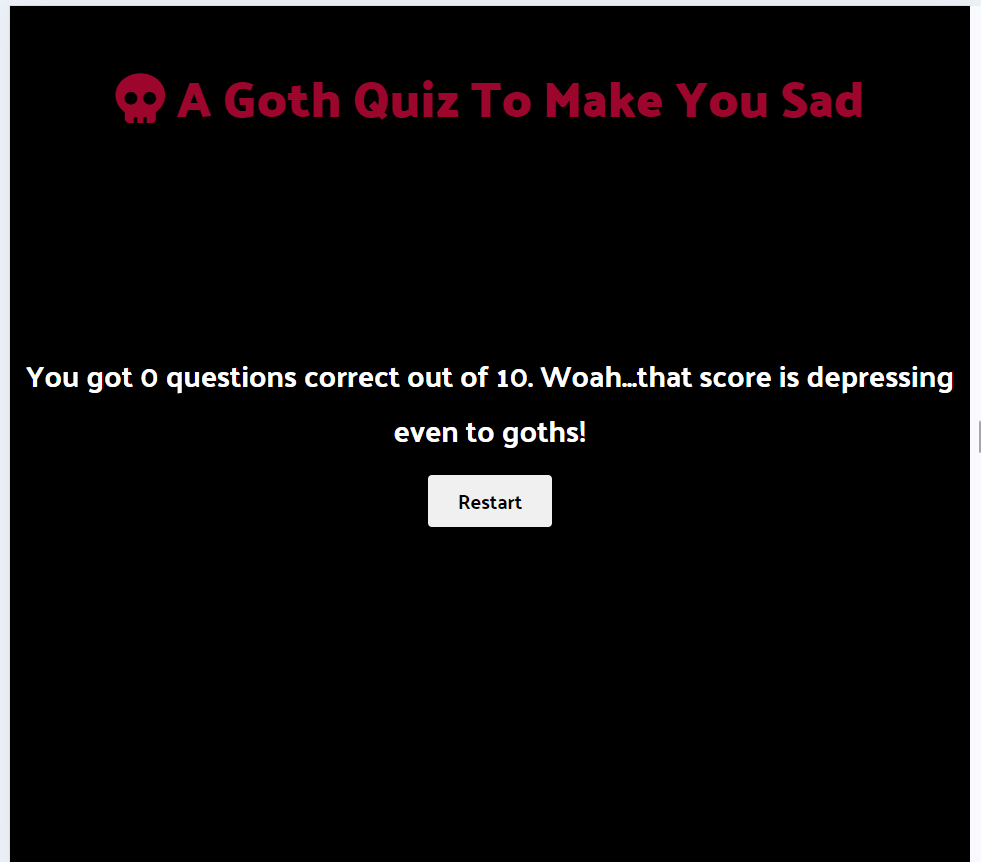 A Goth Quiz To Make You Sad
You got 0 questions correct out of 10. Woah...that score is depressing
even to goths!
Restart